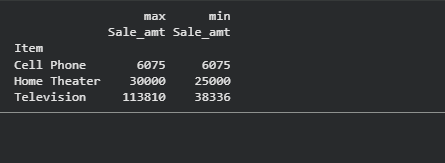 max min
Sale_amt Sale_amt
Item
Cell Phone 6075 6075
Home Theater 30000 25000
Television 113810 38336